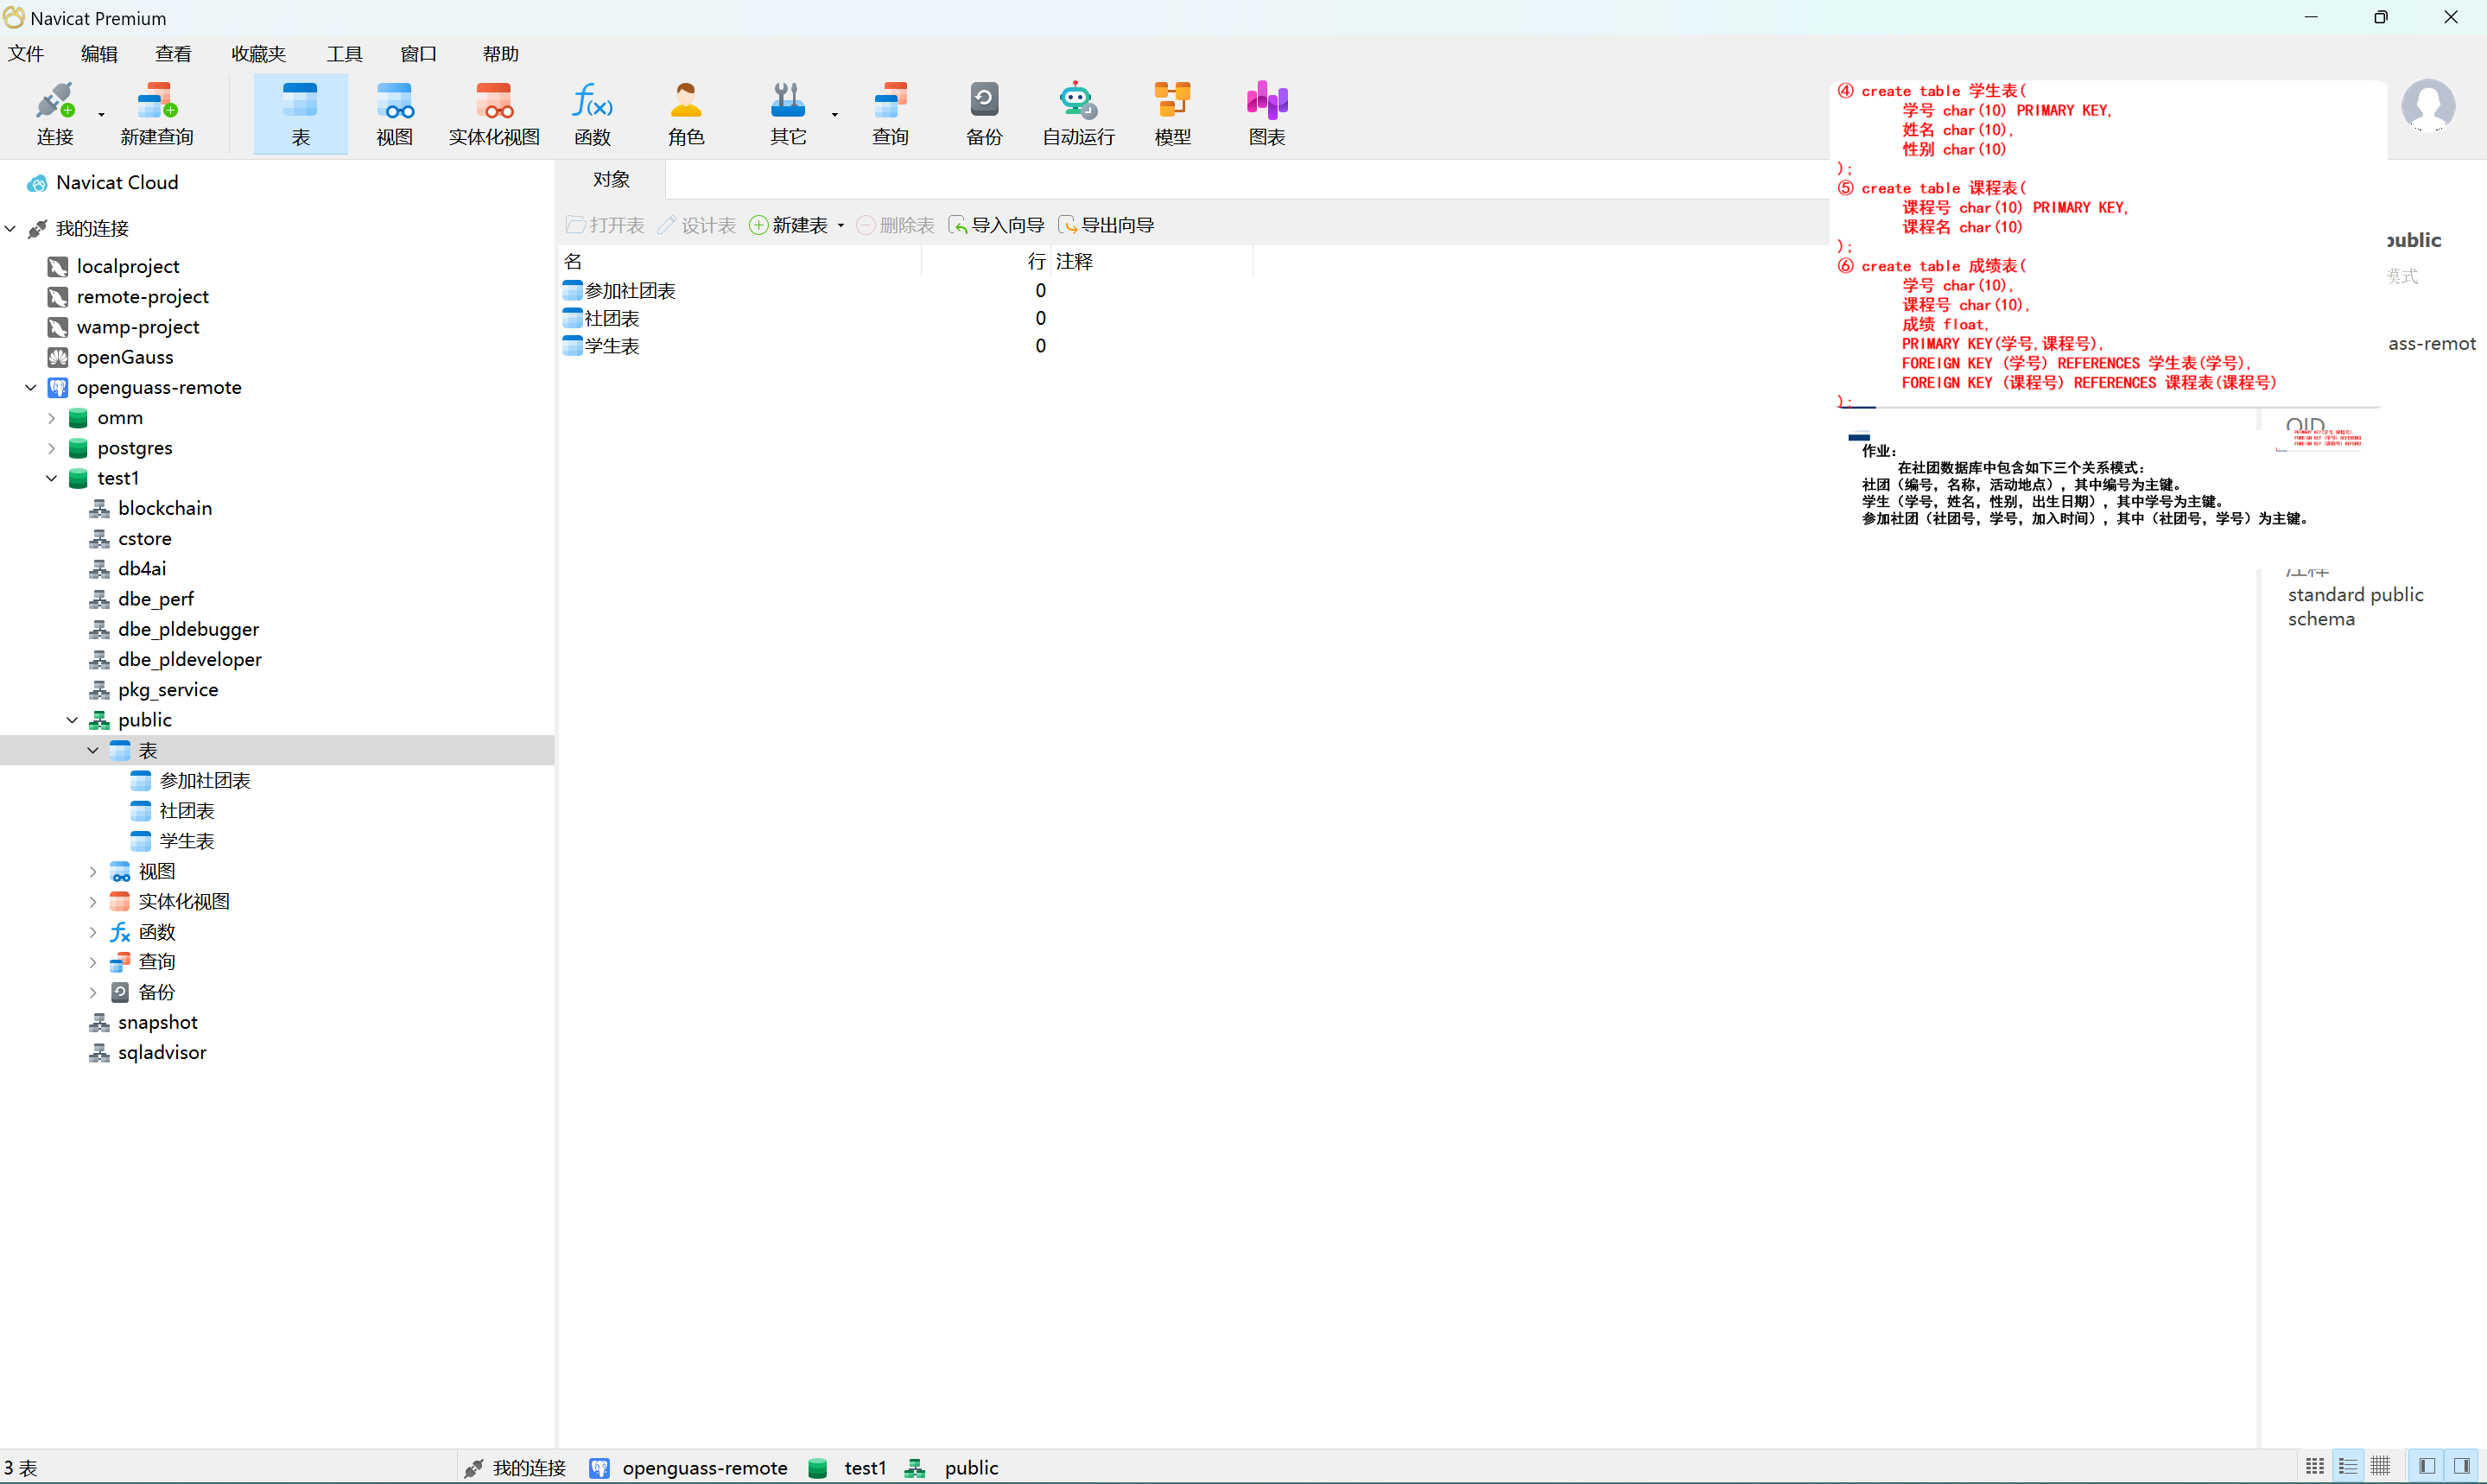 Navicat Premium
文件 编辑 查看 收藏夹 工具 窗口 帮助
连接 新建查询 表 视图 实体化视图 函数 角色 其它 查询 备份 自动运行 模型 图表
Navicat Cloud
我的连接
localproject
remote-project
wamp-project
openGauss
openguass-remote
omm
postgres
test1
blockchain
cstore
db4ai
dbe_perf
dbe_pldebugger
dbe_pldeveloper
pkg_service
public
表
参加社团表
社团表
学生表
视图
实体化视图
函数
查询
备份
snapshot
sqladvisor
对象
打开表 设计表 新建表 删除表 导入向导 导出向导
名 行 注释
参加社团表 0
社团表 0
学生表 0
④ create table 学生表(
学号 char(10) PRIMARY KEY,
姓名 char(10),
性别 char(10)
);
⑤ create table 课程表(
课程号 char(10) PRIMARY KEY,
课程名 char(10)
);
⑥ create table 成绩表(
学号 char(10),
课程号 char(10),
成绩 float,
PRIMARY KEY(学号,课程号),
FOREIGN KEY (学号) REFERENCES 学生表(学号),
FOREIGN KEY (课程号) REFERENCES 课程表(课程号)
);
public
模式
ass-remot
OID
作业：
在社团数据库中包含如下三个关系模式：
社团（编号，名称，活动地点），其中编号为主键。
学生（学号，姓名，性别，出生日期），其中学号为主键。
参加社团（社团号，学号，加入时间），其中（社团号，学号）为主键。
注释
standard public
schema
3 表 我的连接 openguass-remote test1 public